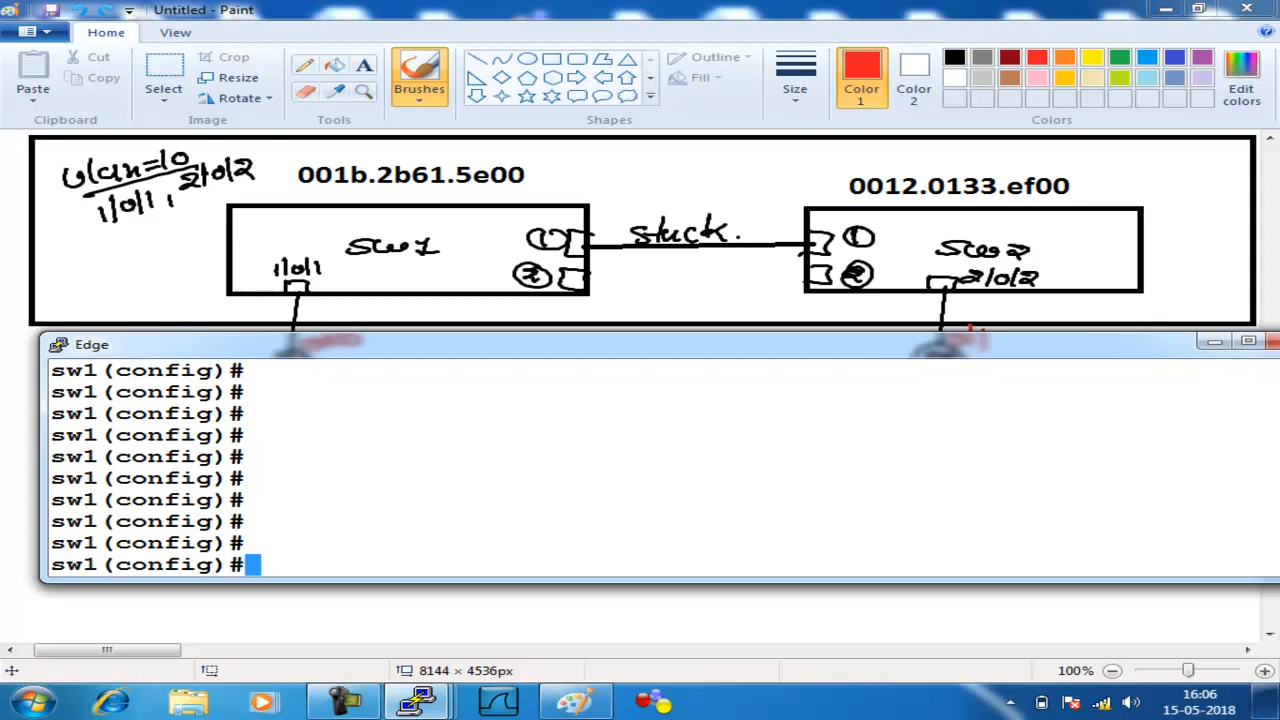 Untitled - Paint
Home View
Paste Cut Copy
Clipboard
Select Crop Resize Rotate
Image
A
Tools
Brushes
Outline Fill
Shapes
Size
Color 1
Color 2
Edit colors
Colors
vlan=10
1/0/1, 2/0/2
001b.2b61.5e00
0012.0133.ef00
sw1
1/0/1
1
2
stack.
1
2
sw2
2/0/2
Edge
sw1(config)#
sw1(config)#
sw1(config)#
sw1(config)#
sw1(config)#
sw1(config)#
sw1(config)#
sw1(config)#
sw1(config)#
sw1(config)#
8144 × 4536px
100%
16:06
15-05-2018